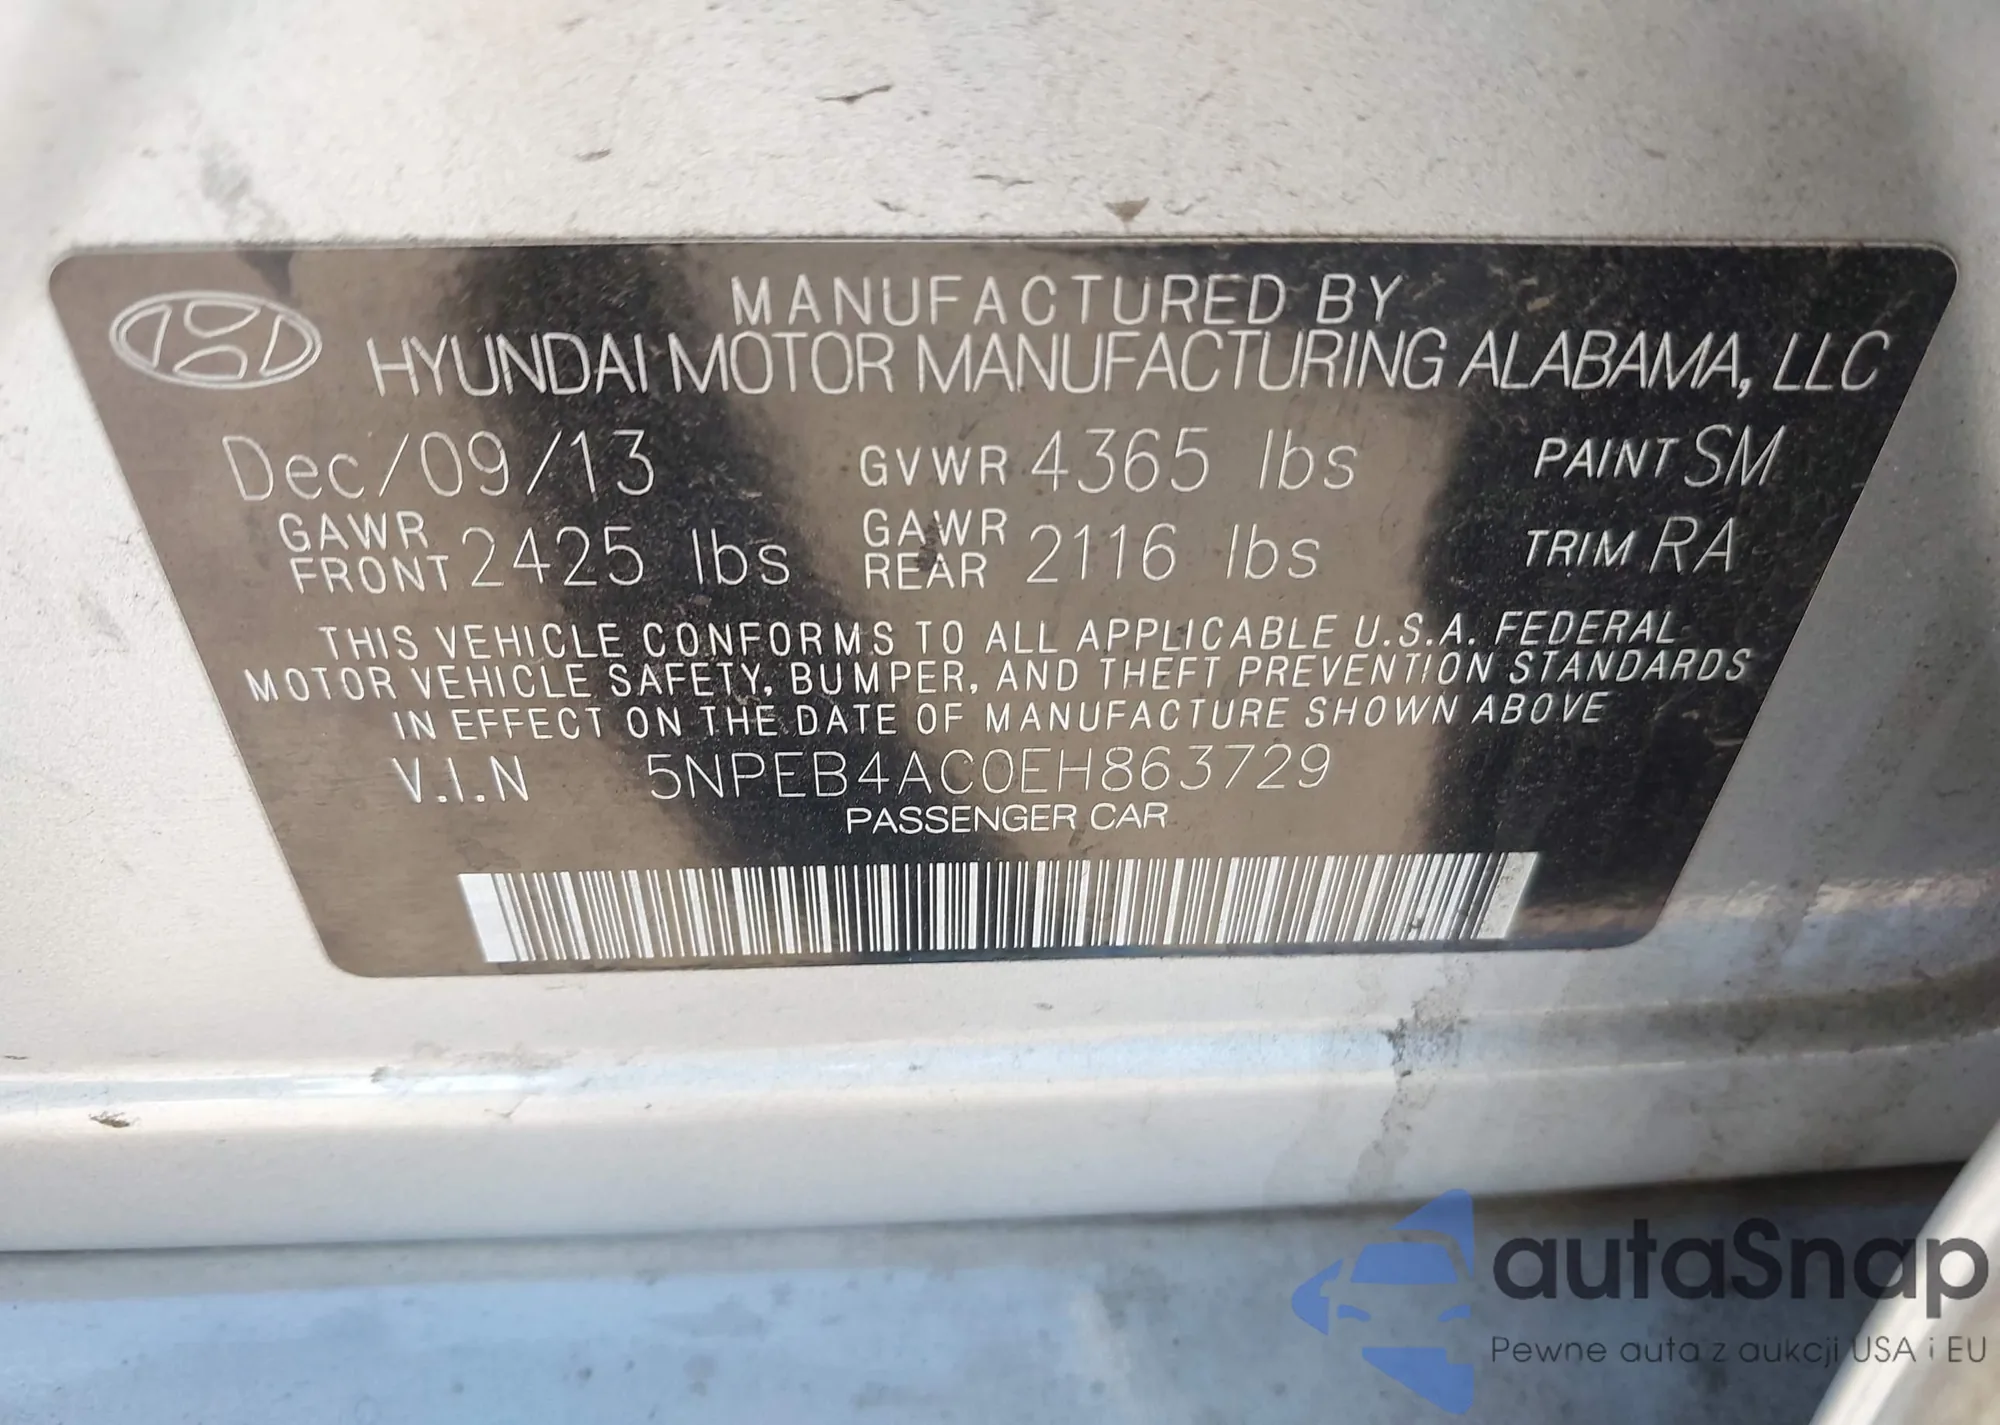 MANUFACTURED BY
HYUNDAI MOTOR MANUFACTURING ALABAMA, LLC
Dec/09/13 GVWR 4365 lbs PAINT SM
GAWR FRONT 2425 lbs GAWR REAR 2116 lbs TRIM RA
THIS VEHICLE CONFORMS TO ALL APPLICABLE U.S.A. FEDERAL
MOTOR VEHICLE SAFETY, BUMPER, AND THEFT PREVENTION STANDARDS
IN EFFECT ON THE DATE OF MANUFACTURE SHOWN ABOVE
V.I.N 5NPEB4AC0EH863729
PASSENGER CAR
autaSnap
Pewne auta z aukcji USA i EU